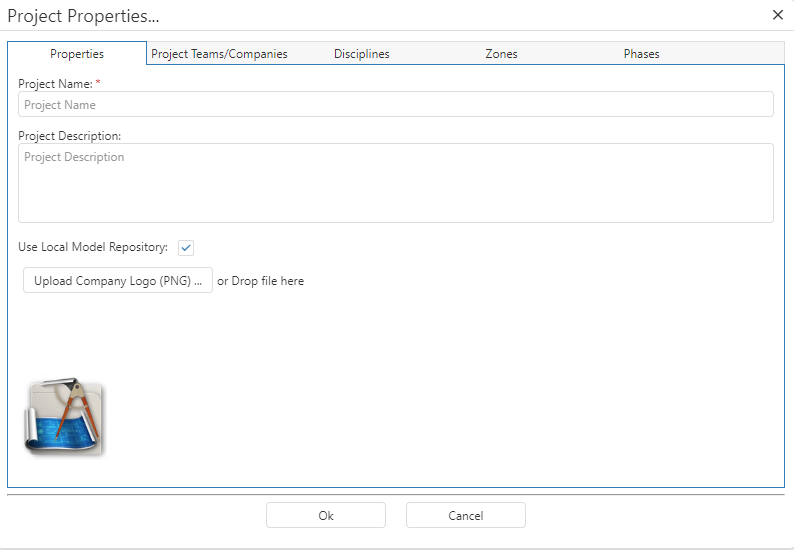 Project Properties...
Properties Project Teams/Companies Disciplines Zones Phases
Project Name: *
Project Name
Project Description:
Project Description
Use Local Model Repository:
Upload Company Logo (PNG) ... or Drop file here
Ok Cancel